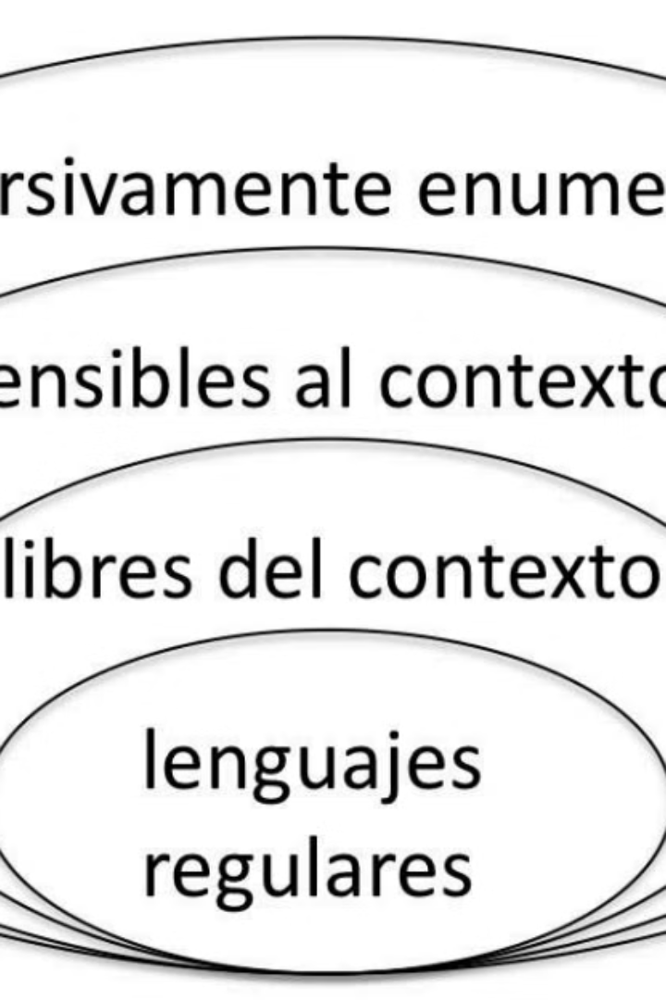 rsivamente enume
ensibles al contexto
libres del contexto
lenguajes
regulares